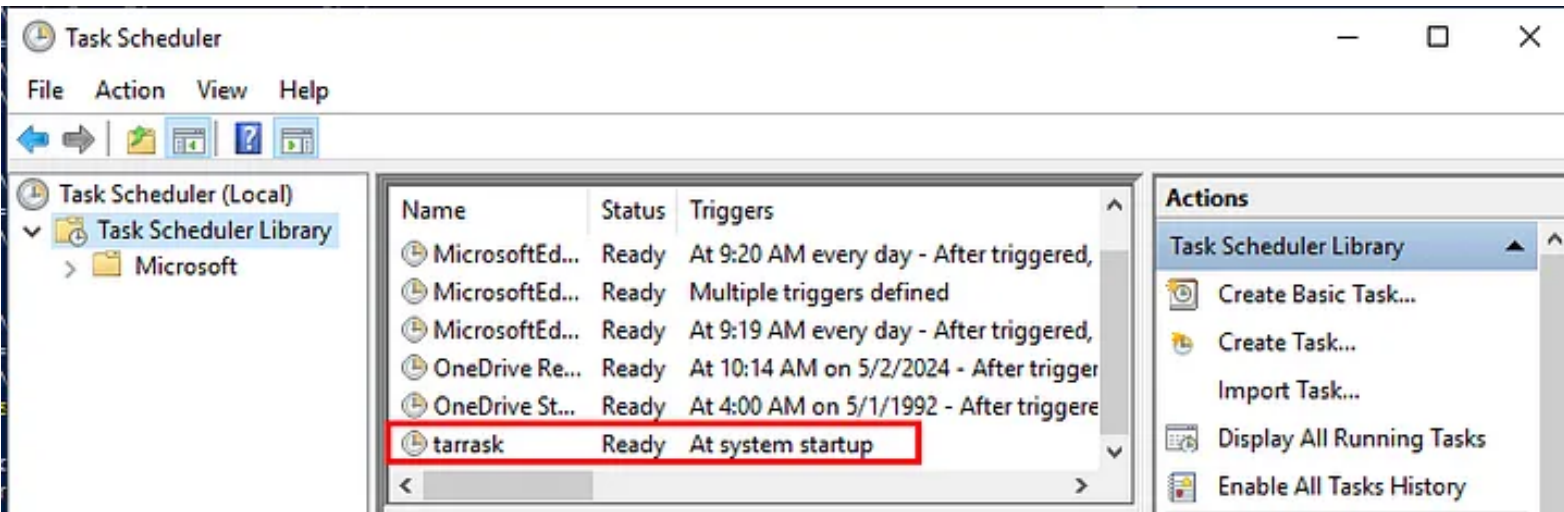 Task Scheduler
File Action View Help
Task Scheduler (Local)
Task Scheduler Library
Microsoft
Name Status Triggers
MicrosoftEd... Ready At 9:20 AM every day - After triggered,
MicrosoftEd... Ready Multiple triggers defined
MicrosoftEd... Ready At 9:19 AM every day - After triggered,
OneDrive Re... Ready At 10:14 AM on 5/2/2024 - After trigger
OneDrive St... Ready At 4:00 AM on 5/1/1992 - After triggere
tarrask Ready At system startup
Actions
Task Scheduler Library
Create Basic Task...
Create Task...
Import Task...
Display All Running Tasks
Enable All Tasks History